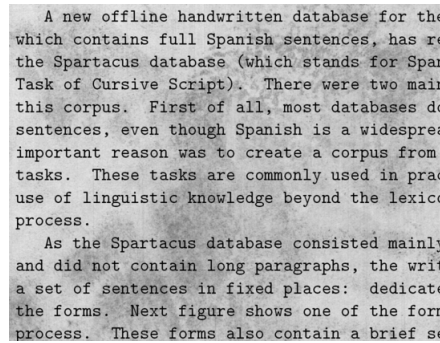 A new offline handwritten database for the
which contains full Spanish sentences, has re
the Spartacus database (which stands for Span
Task of Cursive Script). There were two main
this corpus. First of all, most databases do
sentences, even though Spanish is a widesprea
important reason was to create a corpus from
tasks. These tasks are commonly used in prac
use of linguistic knowledge beyond the lexico
process.
As the Spartacus database consisted mainly
and did not contain long paragraphs, the writ
a set of sentences in fixed places: dedicate
the forms. Next figure shows one of the form
process. These forms also contain a brief se